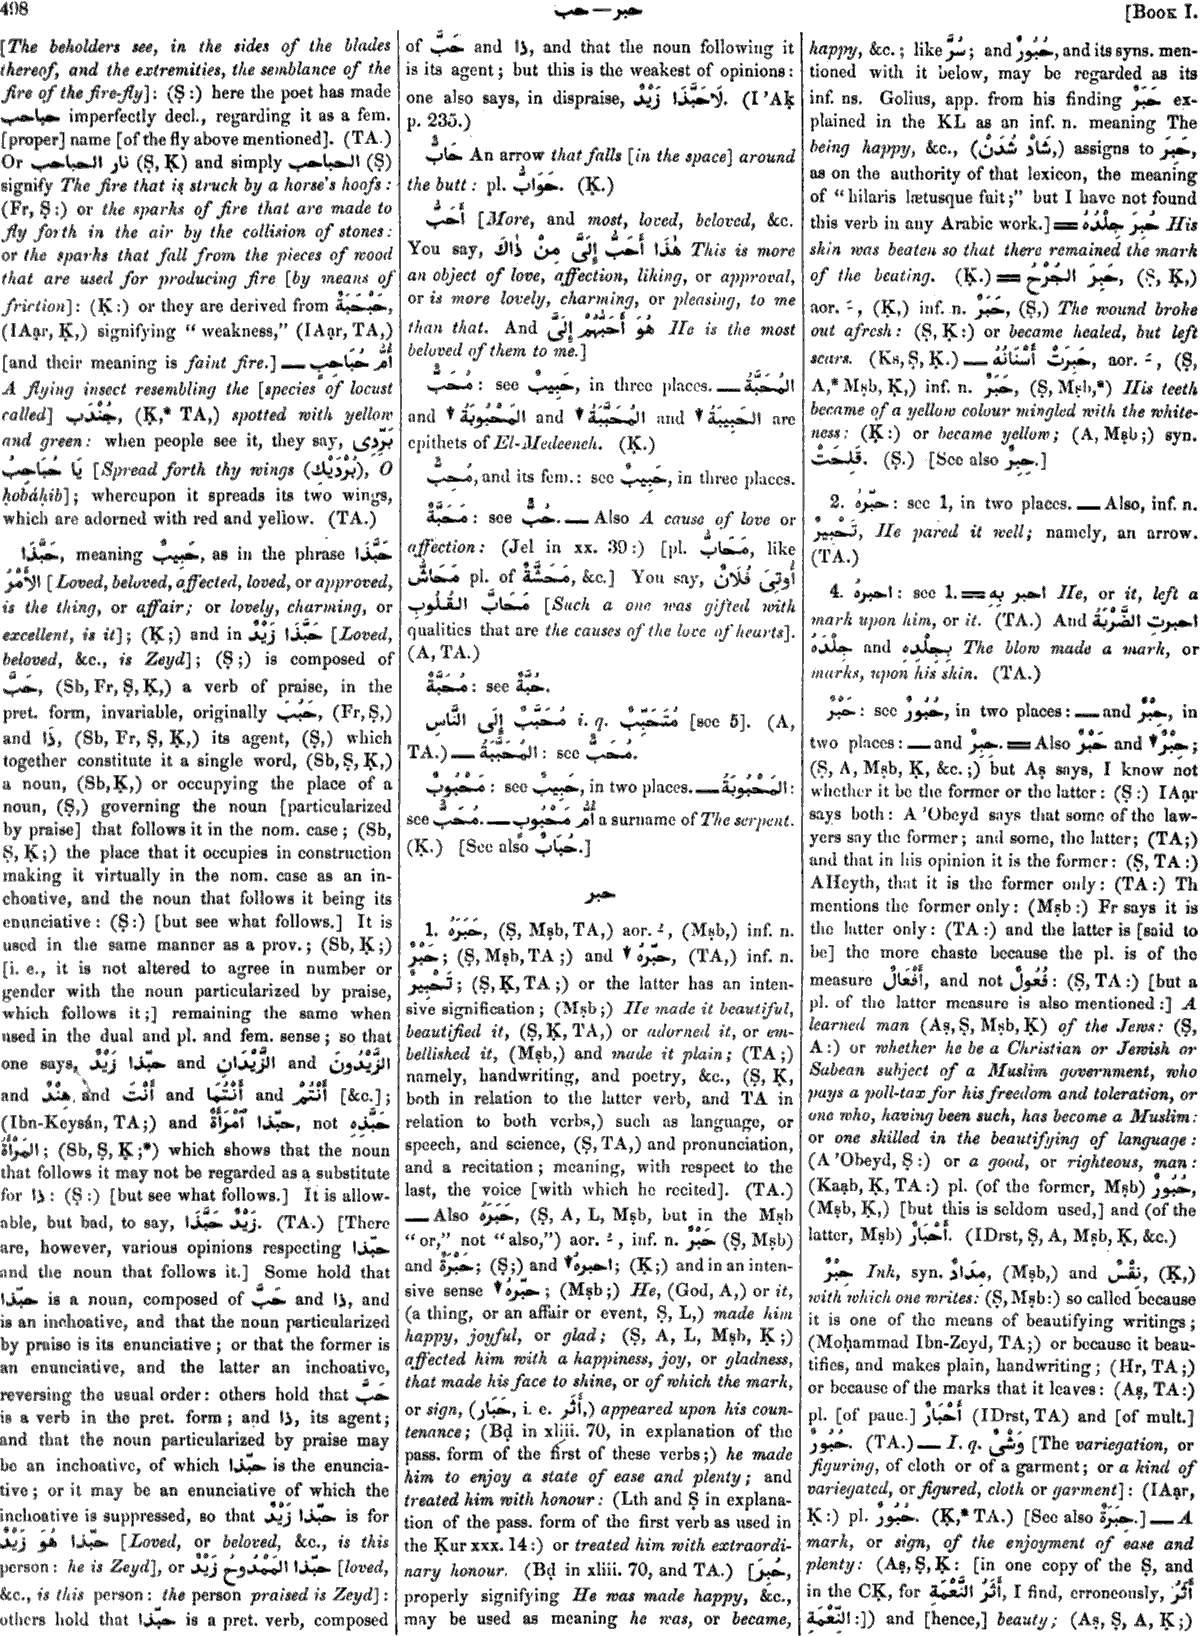 498
حبر — حب
[Book I.
[The beholders see, in the sides of the blades
thereof, and the extremities, the semblance of the
fire of the fire-fly]: (Ṣ:) here the poet has made
حباحب imperfectly decl., regarding it as a fem.
[proper] name [of the fly above mentioned]. (TA.)
Or نار الحباحب (Ṣ, Ḳ) and simply الحباحب (Ṣ)
signify The fire that is struck by a horse's hoofs:
(Fr, Ṣ:) or the sparks of fire that are made to
fly forth in the air by the collision of stones:
or the sparks that fall from the pieces of wood
that are used for producing fire [by means of
friction]: (Ḳ:) or they are derived from حَبْحَبَةٌ,
(IAạr, Ḳ,) signifying “weakness,” (IAạr, TA,)
[and their meaning is faint fire.] — أُمُّ حُبَاحِبٍ
A flying insect resembling the [species of locust
called] جُنْدَب, (Ḳ,* TA,) spotted with yellow
and green: when people see it, they say, بَرِّدِى
يَا حُبَاحِبُ [Spread forth thy wings (بُرْدَيْكِ), O
ḥobáḥib]; whereupon it spreads its two wings,
which are adorned with red and yellow. (TA.)
حَبَّذَا, meaning حَبِيبٌ, as in the phrase حَبَّذَا
الأَمْرُ [Loved, beloved, affected, loved, or approved,
is the thing, or affair; or lovely, charming, or
excellent, is it]; (Ḳ;) and in حَبَّذَا زَيْدٌ [Loved,
beloved, &c., is Zeyd]; (Ṣ;) is composed of
حَبَّ, (Sb, Fr, Ṣ, Ḳ,) a verb of praise, in the
pret. form, invariable, originally حَبُبَ, (Fr, Ṣ,)
and ذَا, (Sb, Fr, Ṣ, Ḳ,) its agent, (Ṣ,) which
together constitute it a single word, (Sb, Ṣ, Ḳ,)
a noun, (Sb, Ḳ,) or occupying the place of a
noun, (Ṣ,) governing the noun [particularized
by praise] that follows it in the nom. case; (Sb,
Ṣ, Ḳ;) the place that it occupies in construction
making it virtually in the nom. case as an in-
choative, and the noun that follows it being its
enunciative: (Ṣ:) [but see what follows.] It is
used in the same manner as a prov.; (Sb, Ḳ;)
[i. e., it is not altered to agree in number or
gender with the noun particularized by praise,
which follows it;] remaining the same when
used in the dual and pl. and fem. sense; so that
one says, حبّذا زَيْدٌ and الزَّيْدَانِ and الزَّيْدُونَ
and هِنْدٌ and أَنْتَ and أَنْتُمَا and أَنْتُمْ [&c.];
(Ibn-Keysán, TA;) and حبّذا ٱمْرَأَةٌ, not حَبَّذِهِ
المَرْأَةُ; (Sb, Ṣ, Ḳ;*) which shows that the noun
that follows it may not be regarded as a substitute
for ذا: (Ṣ:) [but see what follows.] It is allow-
able, but bad, to say, زَيْدٌ حَبَّذَا. (TA.) [There
are, however, various opinions respecting حبّذا
and the noun that follows it.] Some hold that
حبّذا is a noun, composed of حَبَّ and ذا, and
is an inchoative, and that the noun particularized
by praise is its enunciative; or that the former is
an enunciative, and the latter an inchoative,
reversing the usual order: others hold that حَبَّ
is a verb in the pret. form; and ذا, its agent;
and that the noun particularized by praise may
be an inchoative, of which حبّذا is the enuncia-
tive; or it may be an enunciative of which the
inchoative is suppressed, so that حبّذا زَيْدٌ is for
حبّذا هُوَ زَيْدٌ [Loved, or beloved, &c., is this
person: he is Zeyd], or حبّذا المَمْدُوحُ زَيْدٌ [loved,
&c., is this person: the person praised is Zeyd]:
others hold that حبّذا is a pret. verb, composed
of حَبَّ and ذا, and that the noun following it
is its agent; but this is the weakest of opinions:
one also says, in dispraise, لَاحَبَّذَا زَيْدٌ. (I ’Aḳ
p. 235.)
حَابٌّ An arrow that falls [in the space] around
the butt: pl. حَوَابُّ. (Ḳ.)
أَحَبُّ [More, and most, loved, beloved, &c.
You say, هٰذَا أَحَبُّ إِلَىَّ مِنْ ذَاكَ This is more
an object of love, affection, liking, or approval,
or is more lovely, charming, or pleasing, to me
than that. And هُوَ أَحَبُّهُمْ إِلَىَّ He is the most
beloved of them to me.]
مُحَبٌّ: see حَبِيبٌ, in three places. — المُحَبَّةُ
and ▼ المَحْبُوبَةُ and ▼ المُحَبَّبَةُ and ▼ الحَبِيبَةُ are
epithets of El-Medeeneh. (Ḳ.)
مُحِبٌّ, and its fem.: see حَبِيبٌ, in three places.
مَحَبَّةٌ: see حُبٌّ. — Also A cause of love or
affection: (Jel in xx. 39:) [pl. مَحَابُّ, like
مَحَاشُّ pl. of مَحَشَّةٌ, &c.] You say, أُوتِىَ فُلَانٌ
مَحَابَّ القُلُوبِ [Such a one was gifted with
qualities that are the causes of the love of hearts].
(A, TA.)
مُحَبَّةٌ: see حُبَّةٌ.
مُحَبَّبٌ إِلَى النَّاسِ i. q. مُتَحَبِّبٌ [see 5]. (A,
TA.) — المُحَبَّبَةُ: see مُحَبٌّ.
مَحْبُوبٌ: see حَبِيبٌ, in two places. — المَحْبُوبَةُ:
see مُحَبٌّ. — أُمُّ مَحْبُوبٍ a surname of The serpent.
(Ḳ.) [See also حُبَابٌ.]
حبر
1. حَبَرَهُ, (Ṣ, Mṣb, TA,) aor. ـُ, (Mṣb,) inf. n.
حَبْرٌ; (Ṣ, Mṣb, TA;) and ▼ حبّرهُ, (TA,) inf. n.
تَحْبِيرٌ; (Ṣ, Ḳ, TA;) or the latter has an inten-
sive signification; (Mṣb;) He made it beautiful,
beautified it, (Ṣ, Ḳ, TA,) or adorned it, or em-
bellished it, (Mṣb,) and made it plain; (TA;)
namely, handwriting, and poetry, &c., (Ṣ, Ḳ,
both in relation to the latter verb, and TA in
relation to both verbs,) such as language, or
speech, and science, (Ṣ, TA,) and pronunciation,
and a recitation; meaning, with respect to the
last, the voice [with which he recited]. (TA.)
— Also حَبَرَهُ, (Ṣ, A, L, Mṣb, but in the Mṣb
“or,” not “also,”) aor. ـُ, inf. n. حَبْرٌ (Ṣ, Mṣb)
and حَبْرَةٌ; (Ṣ;) and ▼ احبرهُ; (Ḳ;) and in an inten-
sive sense ▼ حبّرهُ; (Mṣb;) He, (God, A,) or it,
(a thing, or an affair or event, Ṣ, L,) made him
happy, joyful, or glad; (Ṣ, A, L, Mṣb, Ḳ;)
affected him with a happiness, joy, or gladness,
that made his face to shine, or of which the mark,
or sign, (حَبَار, i. e. أَثَر,) appeared upon his coun-
tenance; (Bḍ in xliii. 70, in explanation of the
pass. form of the first of these verbs;) he made
him to enjoy a state of ease and plenty; and
treated him with honour: (Lth and Ṣ in explana-
tion of the pass. form of the first verb as used in
the Ḳur xxx. 14:) or treated him with extraordi-
nary honour. (Bḍ in xliii. 70, and TA.) [حُبِرَ,
properly signifying He was made happy, &c.,
may be used as meaning he was, or became,
happy, &c.; like سُرَّ; and حُبُورٌ, and its syns. men-
tioned with it below, may be regarded as its
inf. ns. Golius, app. from his finding حَبَرٌ ex-
plained in the KL as an inf. n. meaning The
being happy, &c., (شَادْ شُدَنْ,) assigns to حَبِرَ,
as on the authority of that lexicon, the meaning
of “hilaris lætusque fuit;” but I have not found
this verb in any Arabic work.] = حُبِرَ جِلْدُهُ His
skin was beaten so that there remained the mark
of the beating. (Ḳ.) = حَبِرَ الجُرْحُ, (Ṣ, Ḳ,)
aor. ـَ, (Ḳ,) inf. n. حَبَرٌ, (Ṣ,) The wound broke
out afresh: (Ṣ, Ḳ:) or became healed, but left
scars. (Ks, Ṣ, Ḳ.) — حَبِرَتْ أَسْنَانُهُ, aor. ـَ, (Ṣ,
A,* Mṣb, Ḳ,) inf. n. حَبَرٌ, (Ṣ, Mṣb,*) His teeth
became of a yellow colour mingled with the white-
ness: (Ḳ:) or became yellow; (A, Mṣb;) syn.
قَلِحَتْ. (Ṣ.) [See also حِبِرٌ.]
2. حبّرهُ: see 1, in two places. — Also, inf. n.
تَحْبِيرٌ, He pared it well; namely, an arrow.
(TA.)
4. احبرهُ: see 1. = احبر بِهِ He, or it, left a
mark upon him, or it. (TA.) And احبرتِ الضَّرْبَةُ
جِلْدَهُ and بِجِلْدِهِ The blow made a mark, or
marks, upon his skin. (TA.)
حَبْرٌ: see حُبُورٌ, in two places: — and حِبْرٌ, in
two places: — and حِبِرٌ. = Also حَبْرٌ and ▼ حِبْرٌ;
(Ṣ, A, Mṣb, Ḳ, &c.;) but Aṣ says, I know not
whether it be the former or the latter: (Ṣ:) IAạr
says both: A ’Obeyd says that some of the law-
yers say the former; and some, the latter; (TA;)
and that in his opinion it is the former: (Ṣ, TA:)
AHeyth, that it is the former only: (TA:) Th
mentions the former only: (Mṣb:) Fr says it is
the latter only: (TA:) and the latter is [said to
be] the more chaste because the pl. is of the
measure أَفْعَالٌ, and not فُعُولٌ: (Ṣ, TA:) [but a
pl. of the latter measure is also mentioned:] A
learned man (Aṣ, Ṣ, Mṣb, Ḳ) of the Jews: (Ṣ,
A:) or whether he be a Christian or Jewish or
Sabean subject of a Muslim government, who
pays a poll-tax for his freedom and toleration, or
one who, having been such, has become a Muslim:
or one skilled in the beautifying of language:
(A ’Obeyd, Ṣ:) or a good, or righteous, man:
(Kaạb, Ḳ, TA:) pl. (of the former, Mṣb) حُبُورٌ,
(Mṣb, Ḳ,) [but this is seldom used,] and (of the
latter, Mṣb) أَحْبَارٌ. (IDrst, Ṣ, A, Mṣb, Ḳ, &c.)
حِبْرٌ Ink, syn. مِدَادٌ, (Mṣb,) and نِقْسٌ, (Ḳ,)
with which one writes: (Ṣ, Mṣb:) so called because
it is one of the means of beautifying writings;
(Moḥammad Ibn-Zeyd, TA;) or because it beau-
tifies, and makes plain, handwriting; (Hr, TA;)
or because of the marks that it leaves: (Aṣ, TA:)
pl. [of pauc.] أَحْبَارٌ (IDrst, TA) and [of mult.]
حُبُورٌ. (TA.) — I. q. وَشْىٌ [The variegation, or
figuring, of cloth or of a garment; or a kind of
variegated, or figured, cloth or garment]: (IAạr,
Ḳ:) pl. حُبُورٌ. (Ḳ,* TA.) [See also حِبَرَةٌ.] — A
mark, or sign, of the enjoyment of ease and
plenty: (Aṣ, Ṣ, Ḳ: [in one copy of the Ṣ, and
in the CḲ, for أَثَرُ النَّعْمَةِ, I find, erroneously, أَثَرُ
النِّعْمَةِ:]) and [hence,] beauty; (Aṣ, Ṣ, A, Ḳ;)